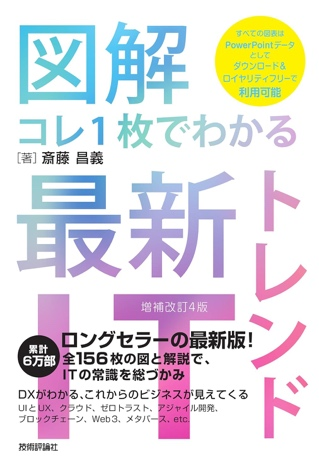 すべての図表は
PowerPointデータ
として
ダウンロード&
ロイヤリティフリーで
利用可能
図解
コレ1枚でわかる
[著]斎藤 昌義
最新
ITトレンド
増補改訂4版
累計
6万部
ロングセラーの最新版!
全156枚の図と解説で、
ITの常識を総づかみ
DXがわかる、これからのビジネスが見えてくる
UIとUX、クラウド、ゼロトラスト、アジャイル開発、
ブロックチェーン、Web3、メタバース、etc.
技術評論社